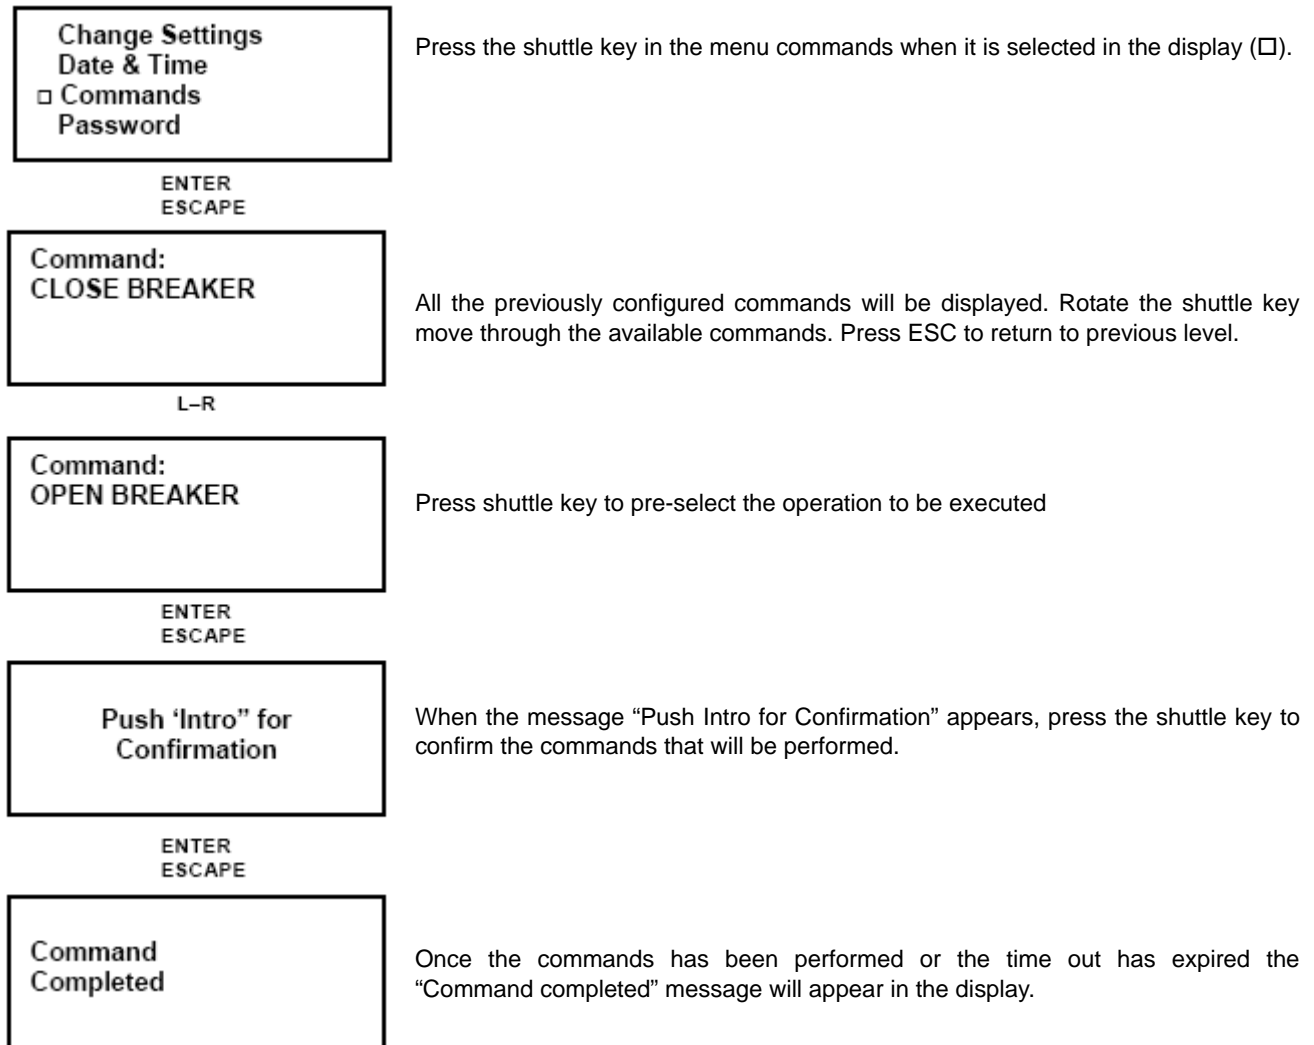 Change Settings
Date & Time
□ Commands
Password
Press the shuttle key in the menu commands when it is selected in the display (□).
ENTER
ESCAPE
Command:
CLOSE BREAKER
All the previously configured commands will be displayed. Rotate the shuttle key
move through the available commands. Press ESC to return to previous level.
L–R
Command:
OPEN BREAKER
Press shuttle key to pre-select the operation to be executed
ENTER
ESCAPE
Push ‘Intro” for
Confirmation
When the message “Push Intro for Confirmation” appears, press the shuttle key to
confirm the commands that will be performed.
ENTER
ESCAPE
Command
Completed
Once the commands has been performed or the time out has expired the
“Command completed” message will appear in the display.